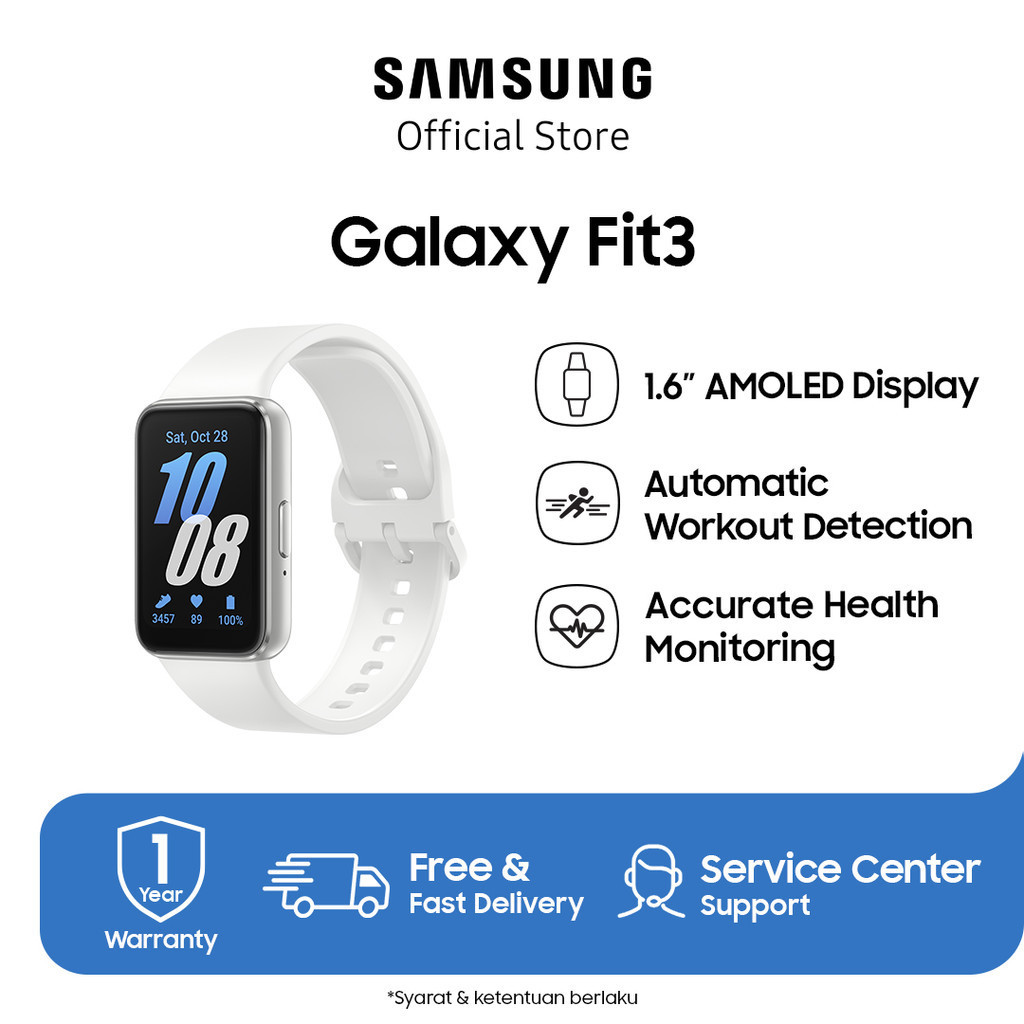 SAMSUNG
Official Store
Galaxy Fit3
Sat, Oct 28
10
08
3457 89 100%
1.6” AMOLED Display
Automatic
Workout Detection
Accurate Health
Monitoring
1
Year
Warranty
Free &
Fast Delivery
Service Center
Support
*Syarat & ketentuan berlaku